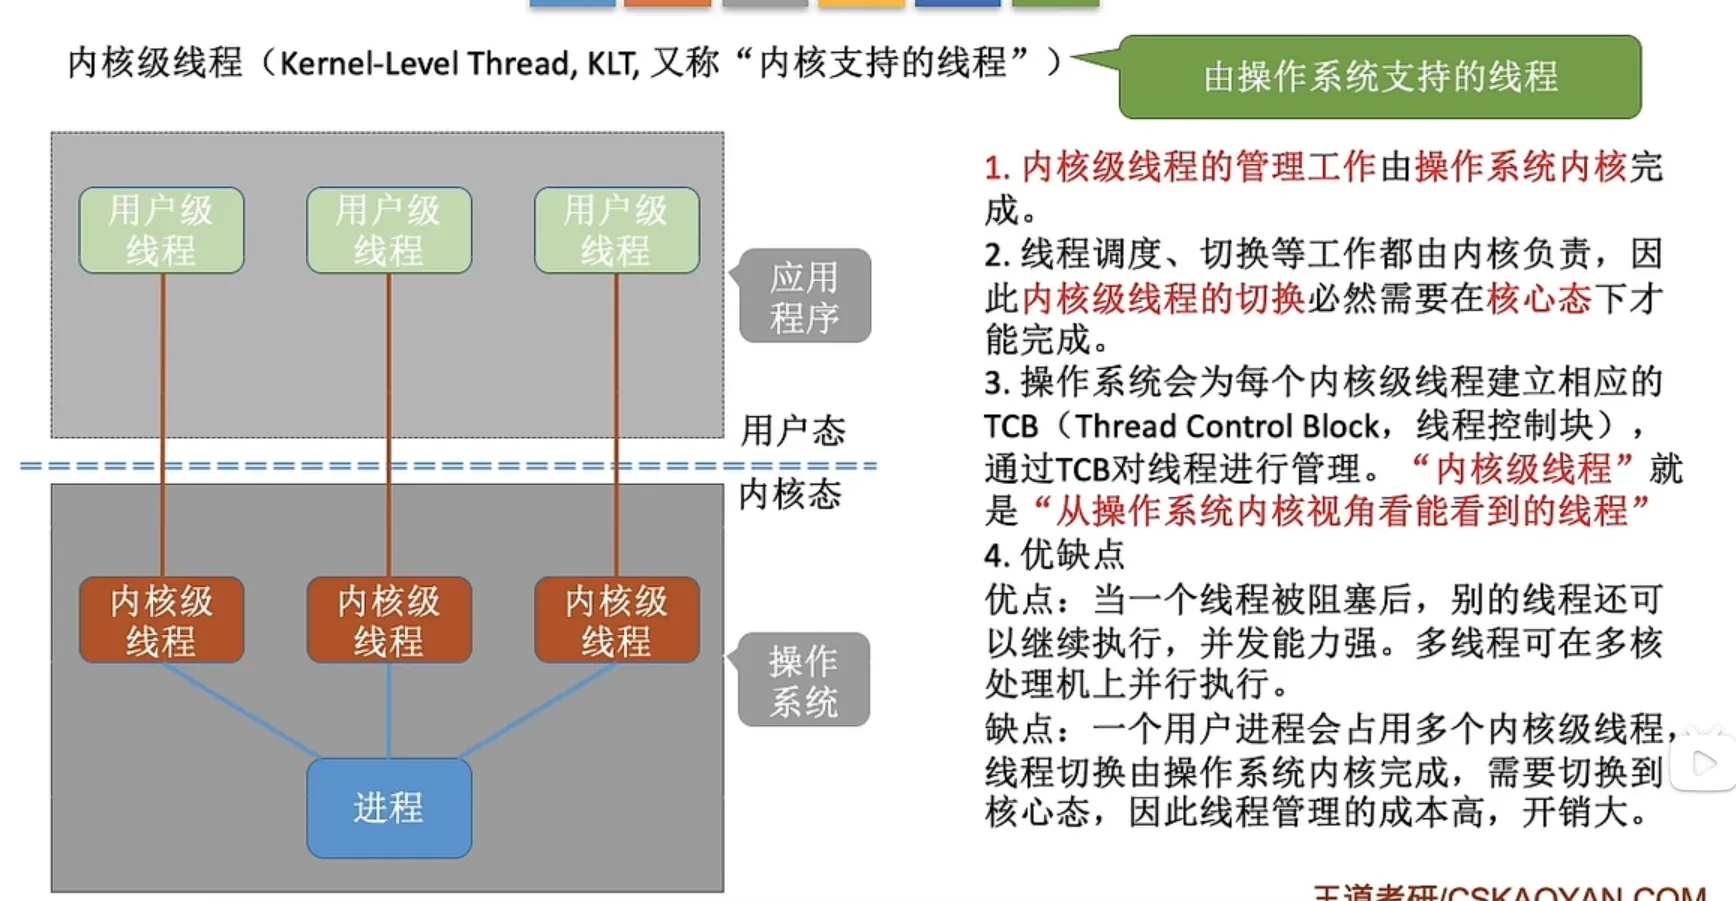 内核级线程（Kernel-Level Thread, KLT, 又称“内核支持的线程”）
由操作系统支持的线程
用户级
线程
用户级
线程
用户级
线程
应用
程序
用户态
内核态
内核级
线程
内核级
线程
内核级
线程
操作
系统
进程
1. 内核级线程的管理工作由操作系统内核完
成。
2. 线程调度、切换等工作都由内核负责，因
此内核级线程的切换必然需要在核心态下才
能完成。
3. 操作系统会为每个内核级线程建立相应的
TCB（Thread Control Block，线程控制块），
通过TCB对线程进行管理。“内核级线程”就
是“从操作系统内核视角看能看到的线程”
4. 优缺点
优点：当一个线程被阻塞后，别的线程还可
以继续执行，并发能力强。多线程可在多核
处理机上并行执行。
缺点：一个用户进程会占用多个内核级线程，
线程切换由操作系统内核完成，需要切换到
核心态，因此线程管理的成本高，开销大。
王道考研/CSKAOYAN.COM